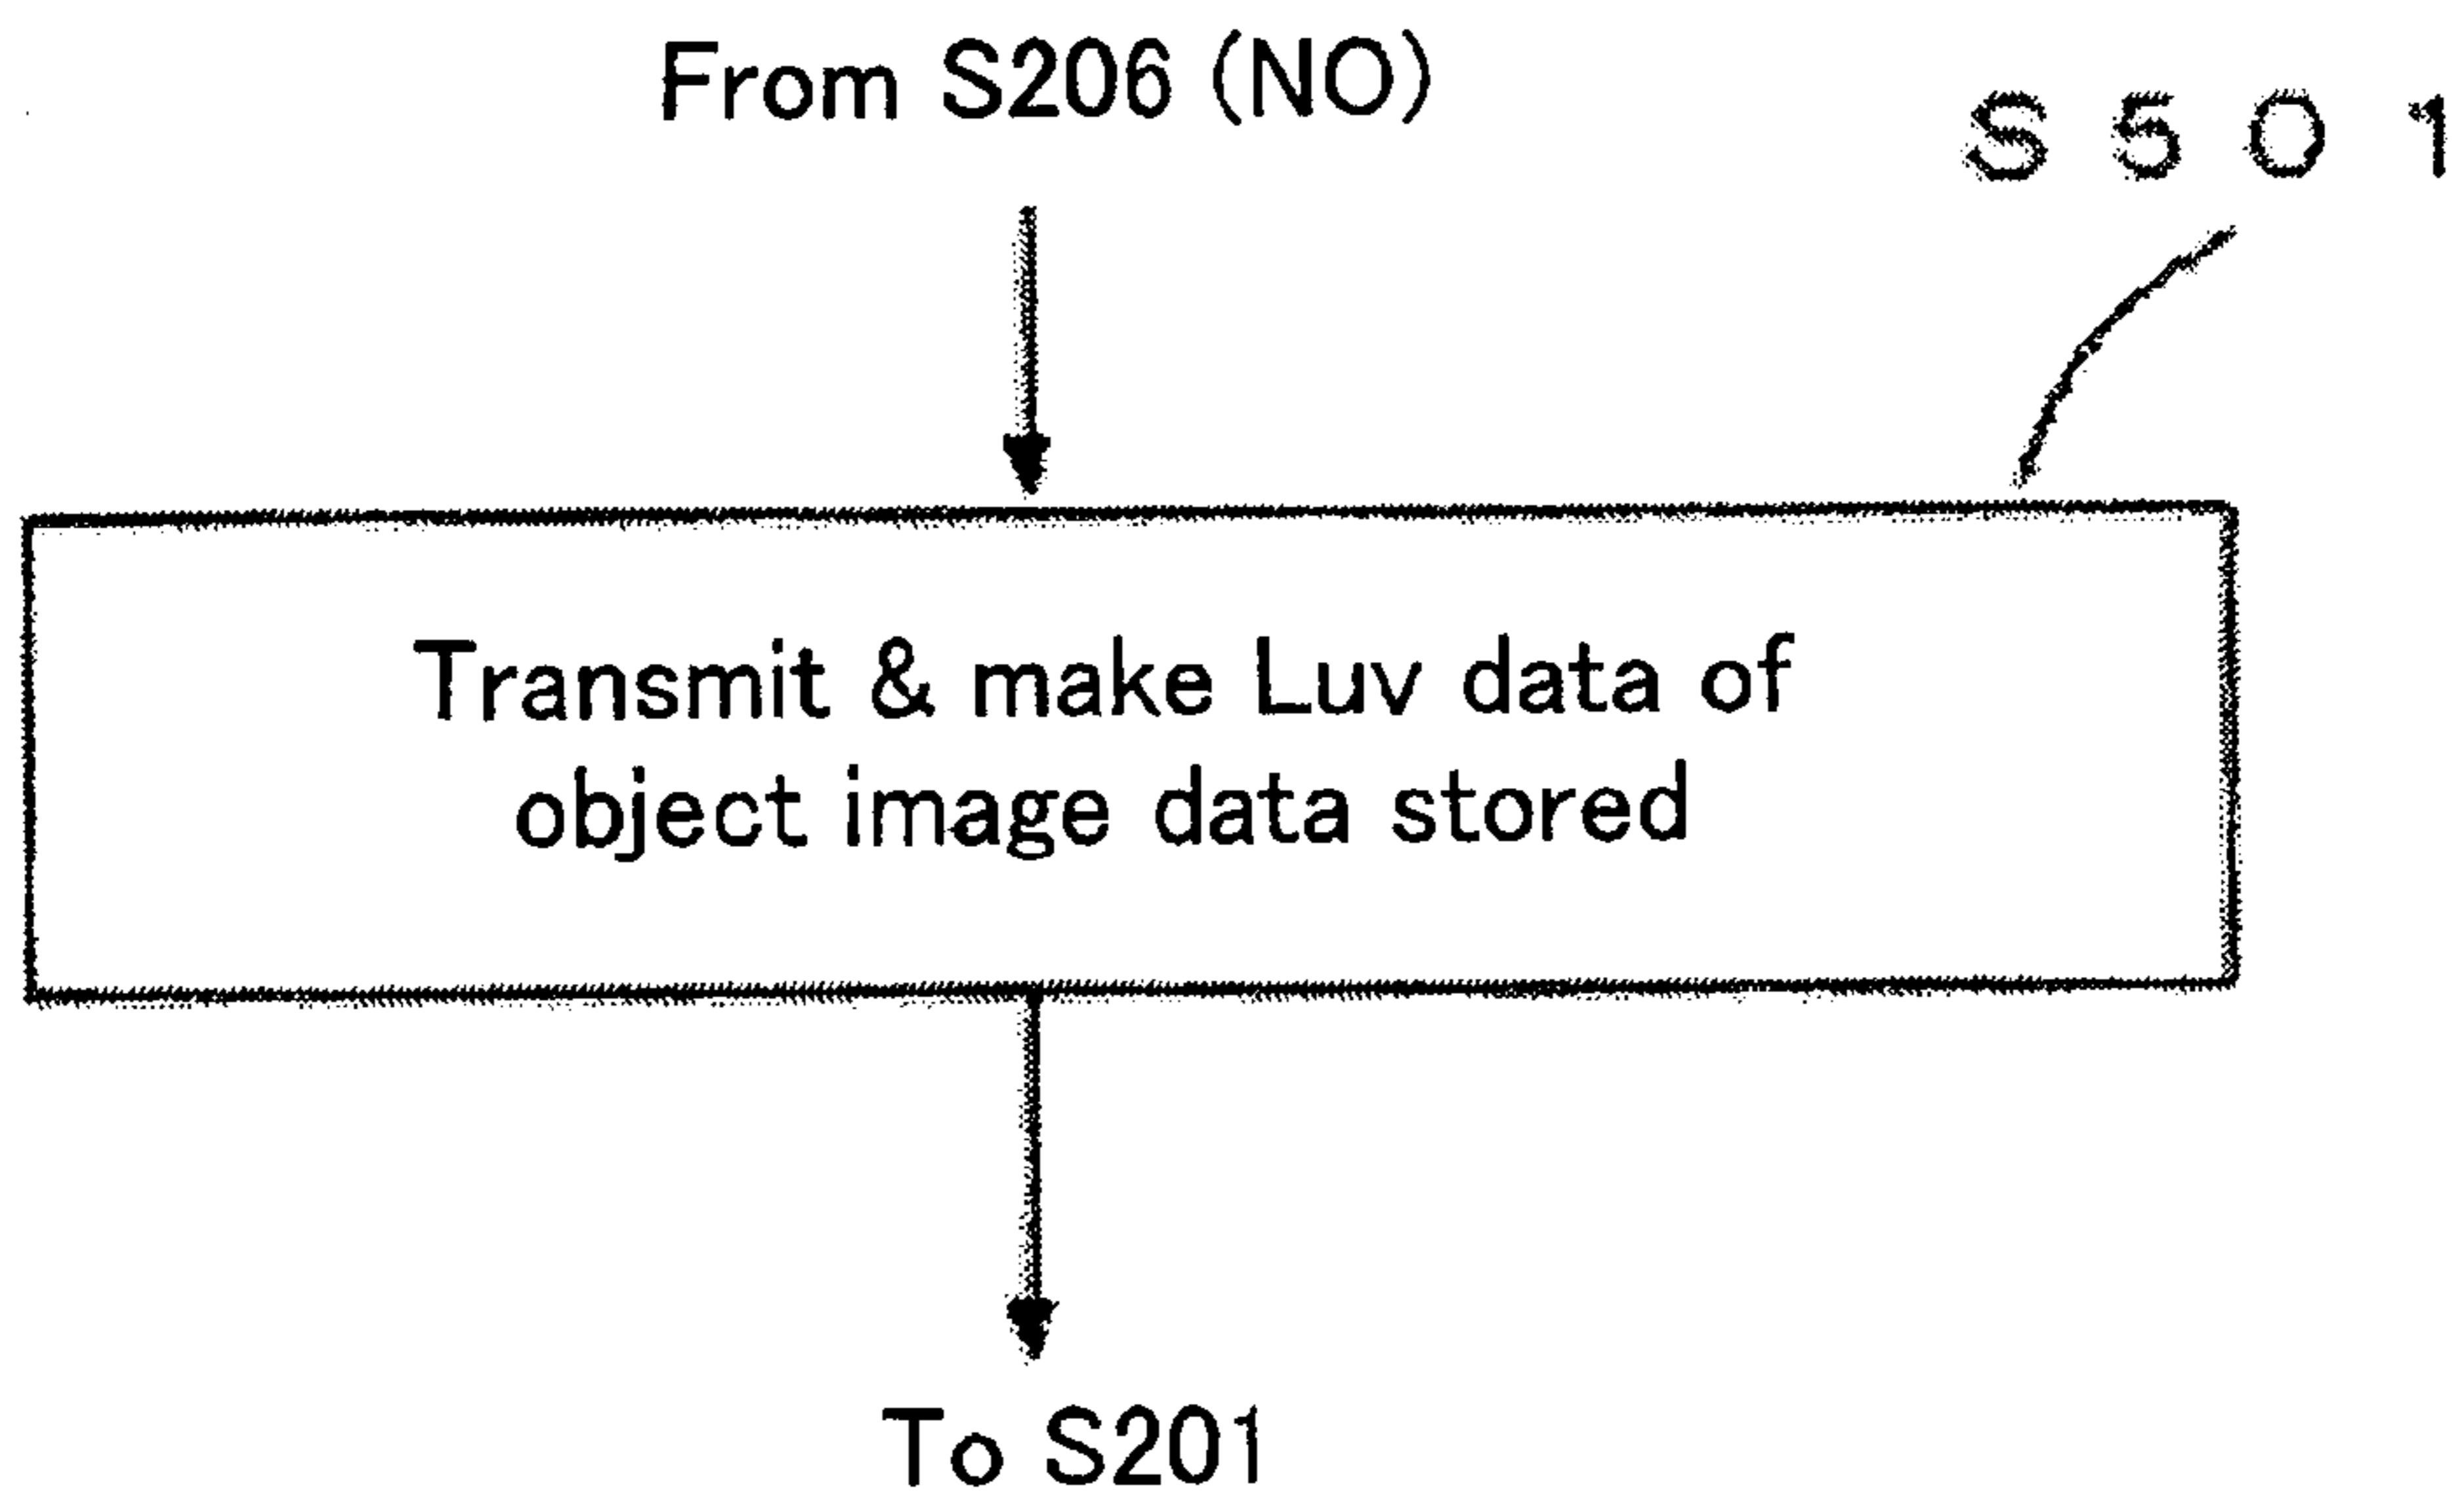 From S206 (NO)
S501
Transmit & make Luv data of
object image data stored
To S201